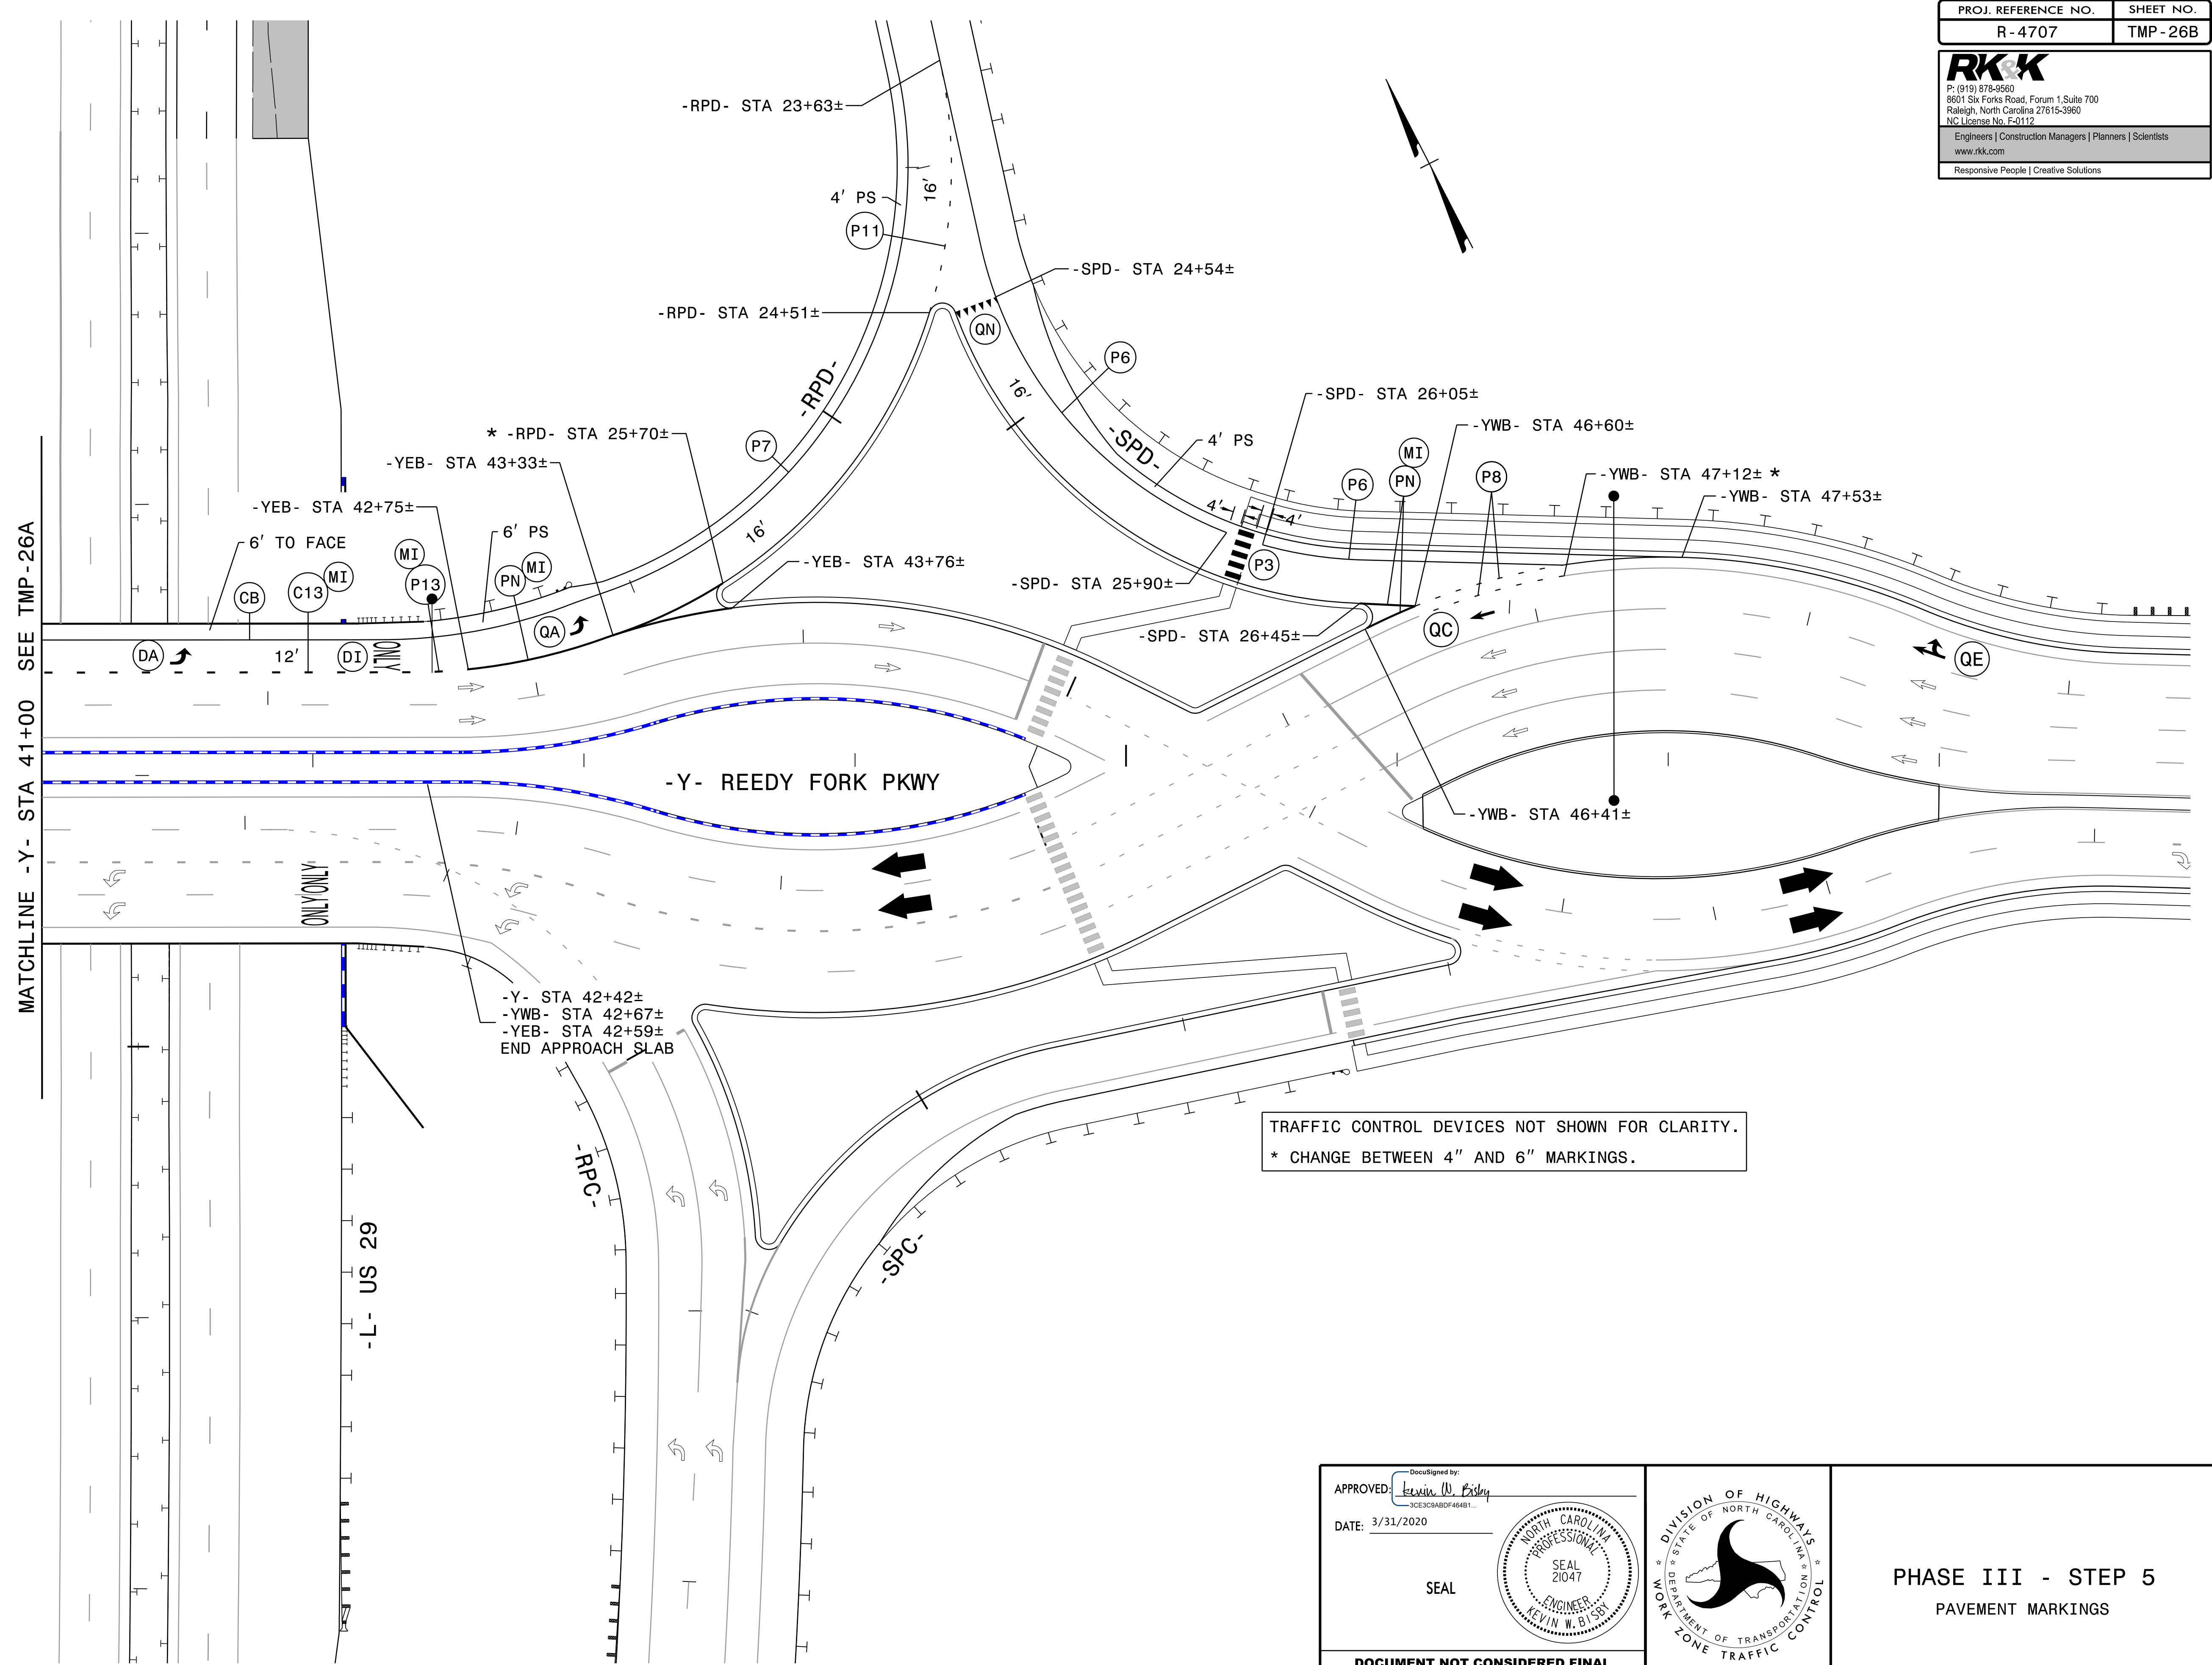 PROJ. REFERENCE NO.
SHEET NO.
R-4707
TMP-26B
RK&K
P: (919) 878-9560
8601 Six Forks Road, Forum 1,Suite 700
Raleigh, North Carolina 27615-3960
NC License No. F-0112
Engineers | Construction Managers | Planners | Scientists
www.rkk.com
Responsive People | Creative Solutions
-RPD- STA 23+63±
16'
4' PS
P11
-SPD- STA 24+54±
-RPD- STA 24+51±
QN
P6
-RPD-
16'
-SPD- STA 26+05±
-YWB- STA 46+60±
* -RPD- STA 25+70±
P7
-SPD-
4' PS
MI
-YEB- STA 43+33±
-YWB- STA 47+12± *
P6
PN
P8
-YWB- STA 47+53±
-YEB- STA 42+75±
4'
4'
6' PS
16'
6' TO FACE
MI
-YEB- STA 43+76±
P3
MI
PN
MI
P13
C13
CB
-SPD- STA 25+90±
QA
QC
-SPD- STA 26+45±
DA
12'
DI
ONLY
QE
MATCHLINE -Y- STA 41+00 SEE TMP-26A
-Y- REEDY FORK PKWY
-YWB- STA 46+41±
ONLY
ONLY
-Y- STA 42+42±
-YWB- STA 42+67±
-YEB- STA 42+59±
END APPROACH SLAB
TRAFFIC CONTROL DEVICES NOT SHOWN FOR CLARITY.
* CHANGE BETWEEN 4" AND 6" MARKINGS.
-RPC-
-L- US 29
-SPC-
DocuSigned by:
APPROVED: Kevin W. Bisby
3CE3C9ABDF464B1...
DATE: 3/31/2020
SEAL
NORTH CAROLINA
PROFESSIONAL
SEAL
21047
ENGINEER
KEVIN W. BISBY
DOCUMENT NOT CONSIDERED FINAL
DIVISION OF HIGHWAYS
STATE OF NORTH CAROLINA
DEPARTMENT OF TRANSPORTATION
WORK ZONE TRAFFIC CONTROL
PHASE III - STEP 5
PAVEMENT MARKINGS